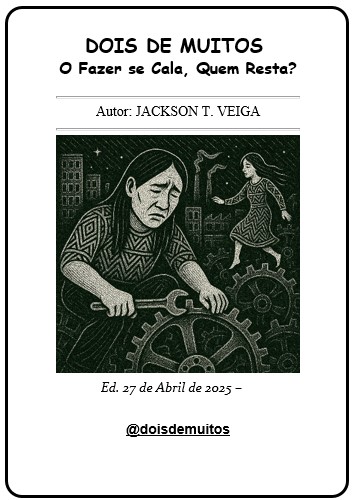 DOIS DE MUITOS
O Fazer se Cala, Quem Resta?
Autor: JACKSON T. VEIGA
Ed. 27 de Abril de 2025 –
@doisdemuitos